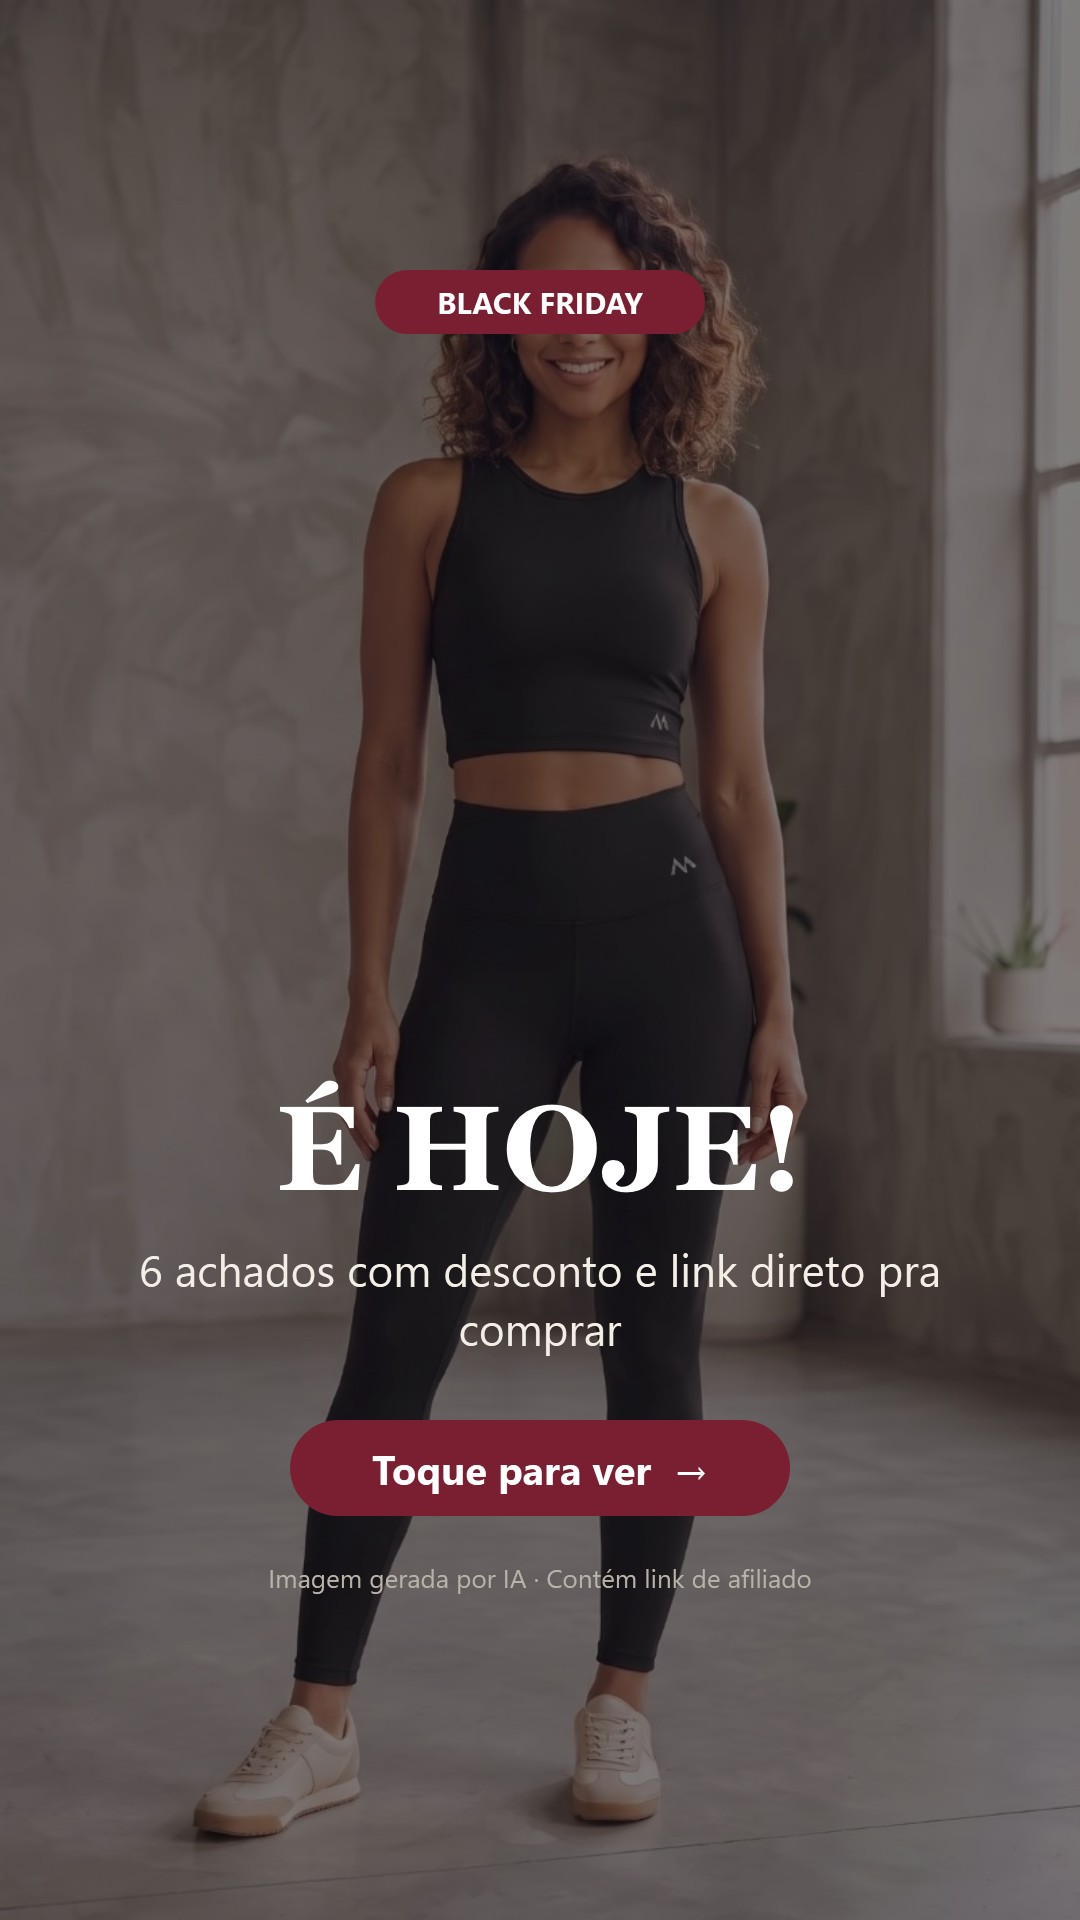 BLACK FRIDAY
É HOJE!
6 achados com desconto e link direto pra
comprar
Toque para ver →
Imagem gerada por IA · Contém link de afiliado